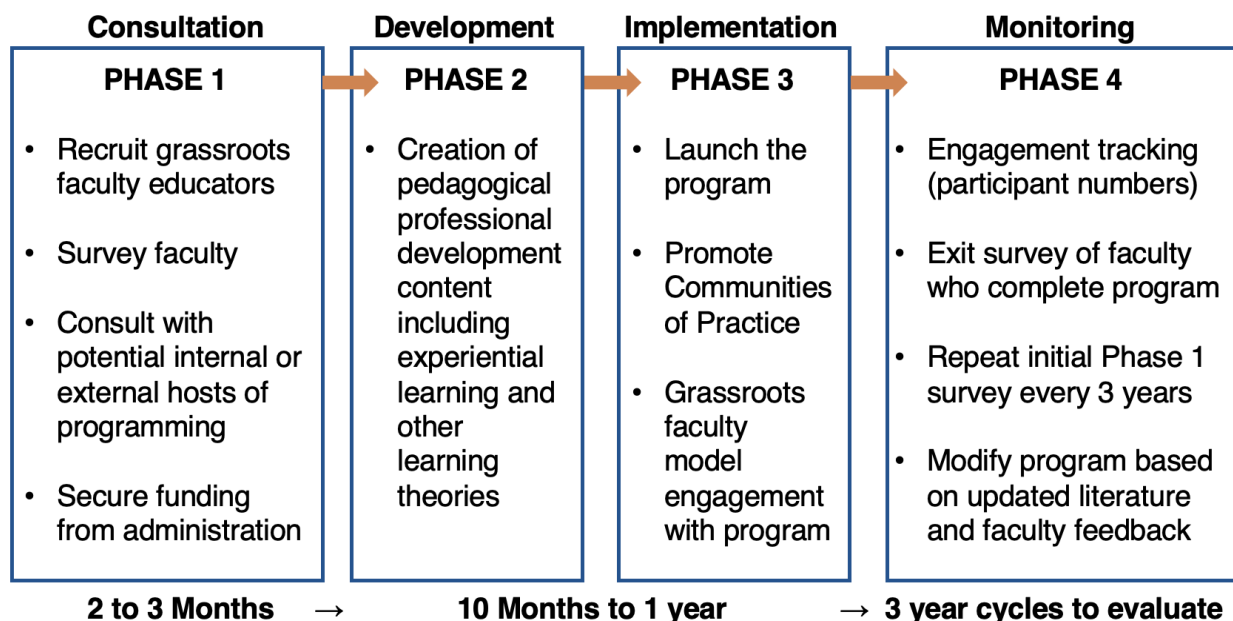 Consultation
PHASE 1
• Recruit grassroots
faculty educators
• Survey faculty
• Consult with
potential internal or
external hosts of
programming
• Secure funding
from administration
Development
PHASE 2
• Creation of
pedagogical
professional
development
content
including
experiential
learning and
other
learning
theories
Implementation
PHASE 3
• Launch the
program
• Promote
Communities
of Practice
• Grassroots
faculty
model
engagement
with program
Monitoring
PHASE 4
• Engagement tracking
(participant numbers)
• Exit survey of faculty
who complete program
• Repeat initial Phase 1
survey every 3 years
• Modify program based
on updated literature
and faculty feedback
2 to 3 Months → 10 Months to 1 year → 3 year cycles to evaluate